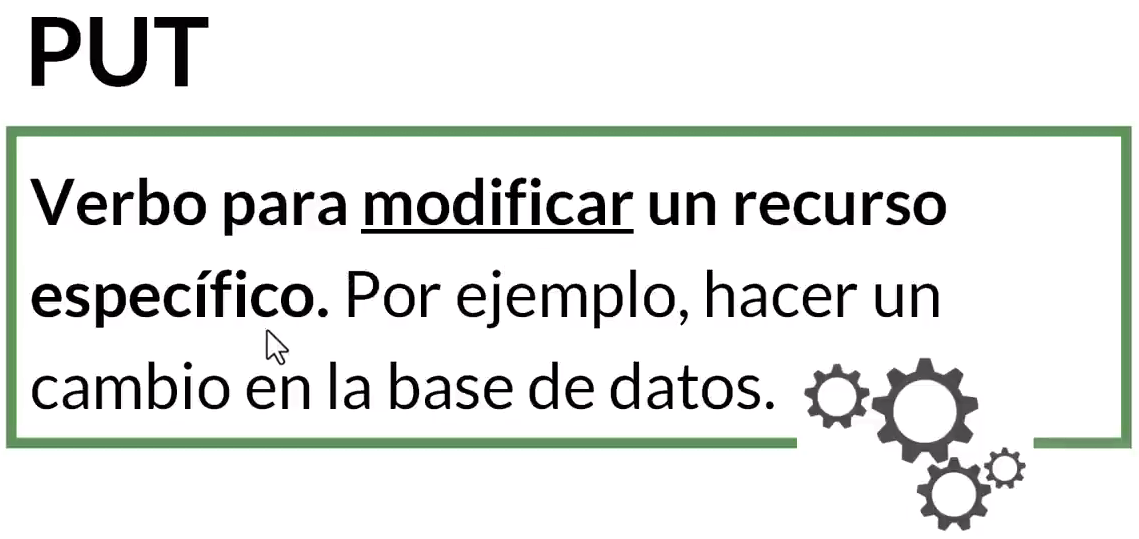 PUT
Verbo para modificar un recurso
específico. Por ejemplo, hacer un
cambio en la base de datos.